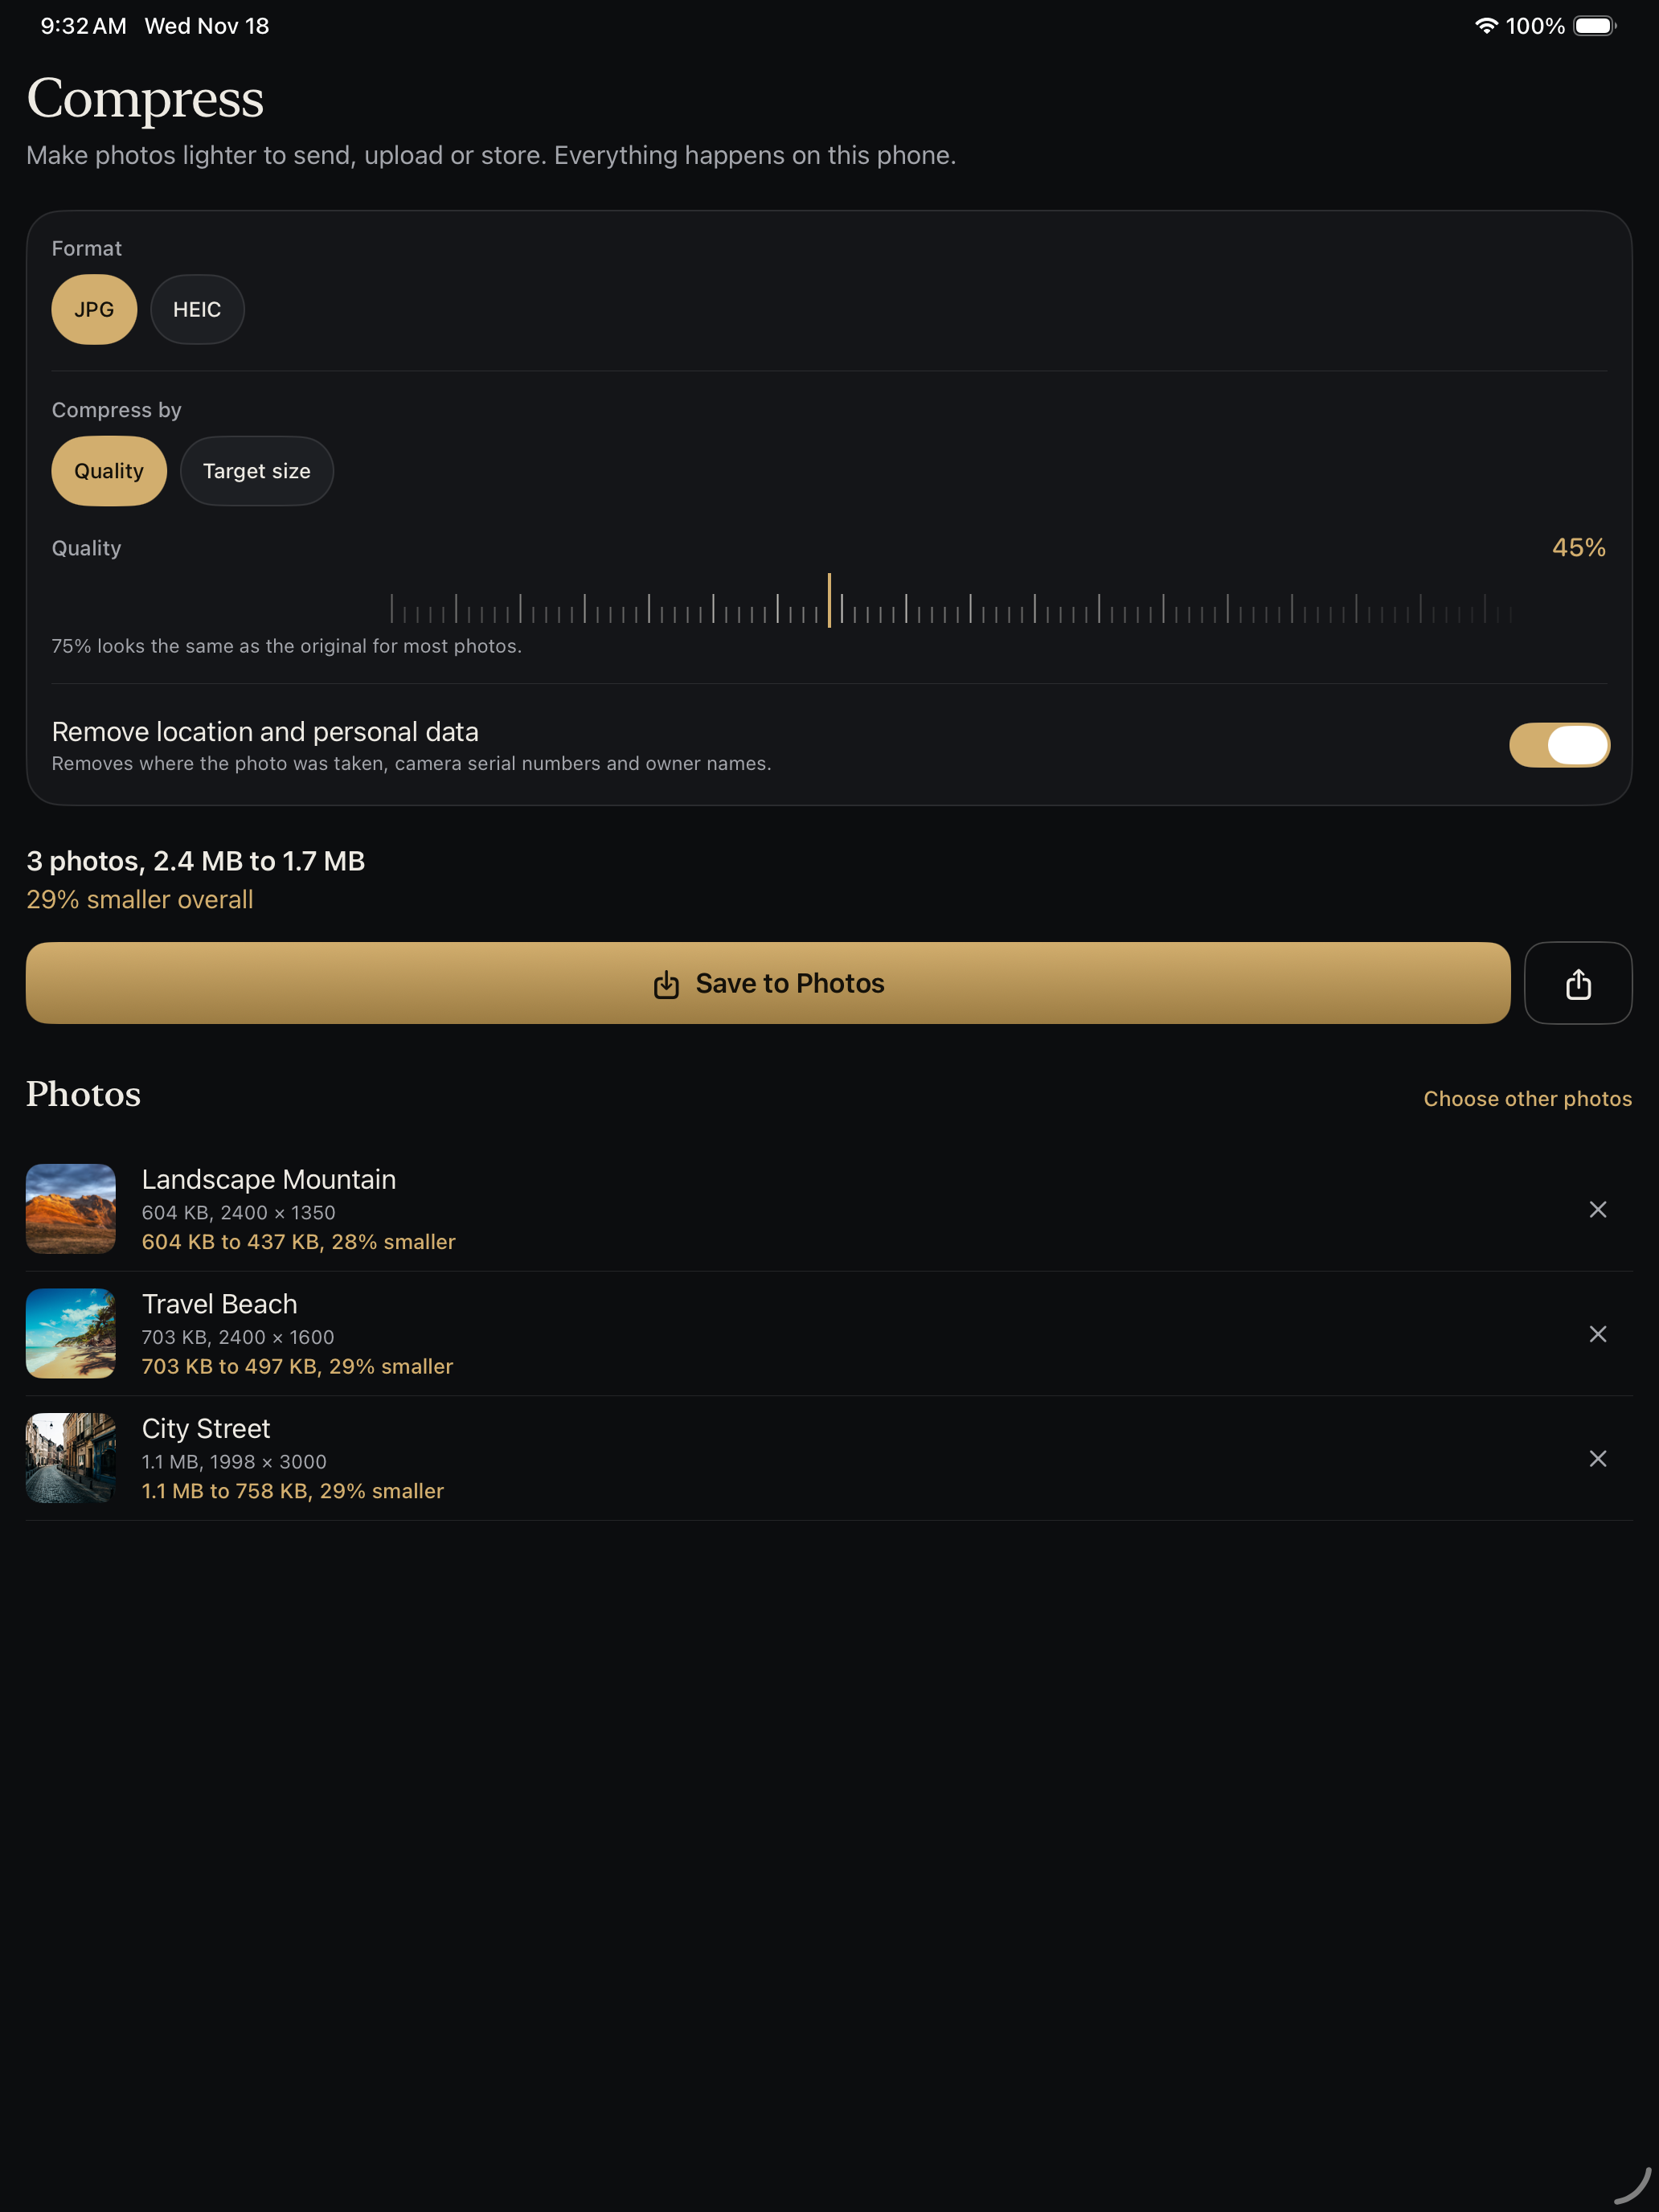 9:32 AM Wed Nov 18
100%
Compress
Make photos lighter to send, upload or store. Everything happens on this phone.
Format
JPG
HEIC
Compress by
Quality
Target size
Quality
45%
75% looks the same as the original for most photos.
Remove location and personal data
Removes where the photo was taken, camera serial numbers and owner names.
3 photos, 2.4 MB to 1.7 MB
29% smaller overall
Save to Photos
Photos
Choose other photos
Landscape Mountain
604 KB, 2400 × 1350
604 KB to 437 KB, 28% smaller
Travel Beach
703 KB, 2400 × 1600
703 KB to 497 KB, 29% smaller
City Street
1.1 MB, 1998 × 3000
1.1 MB to 758 KB, 29% smaller